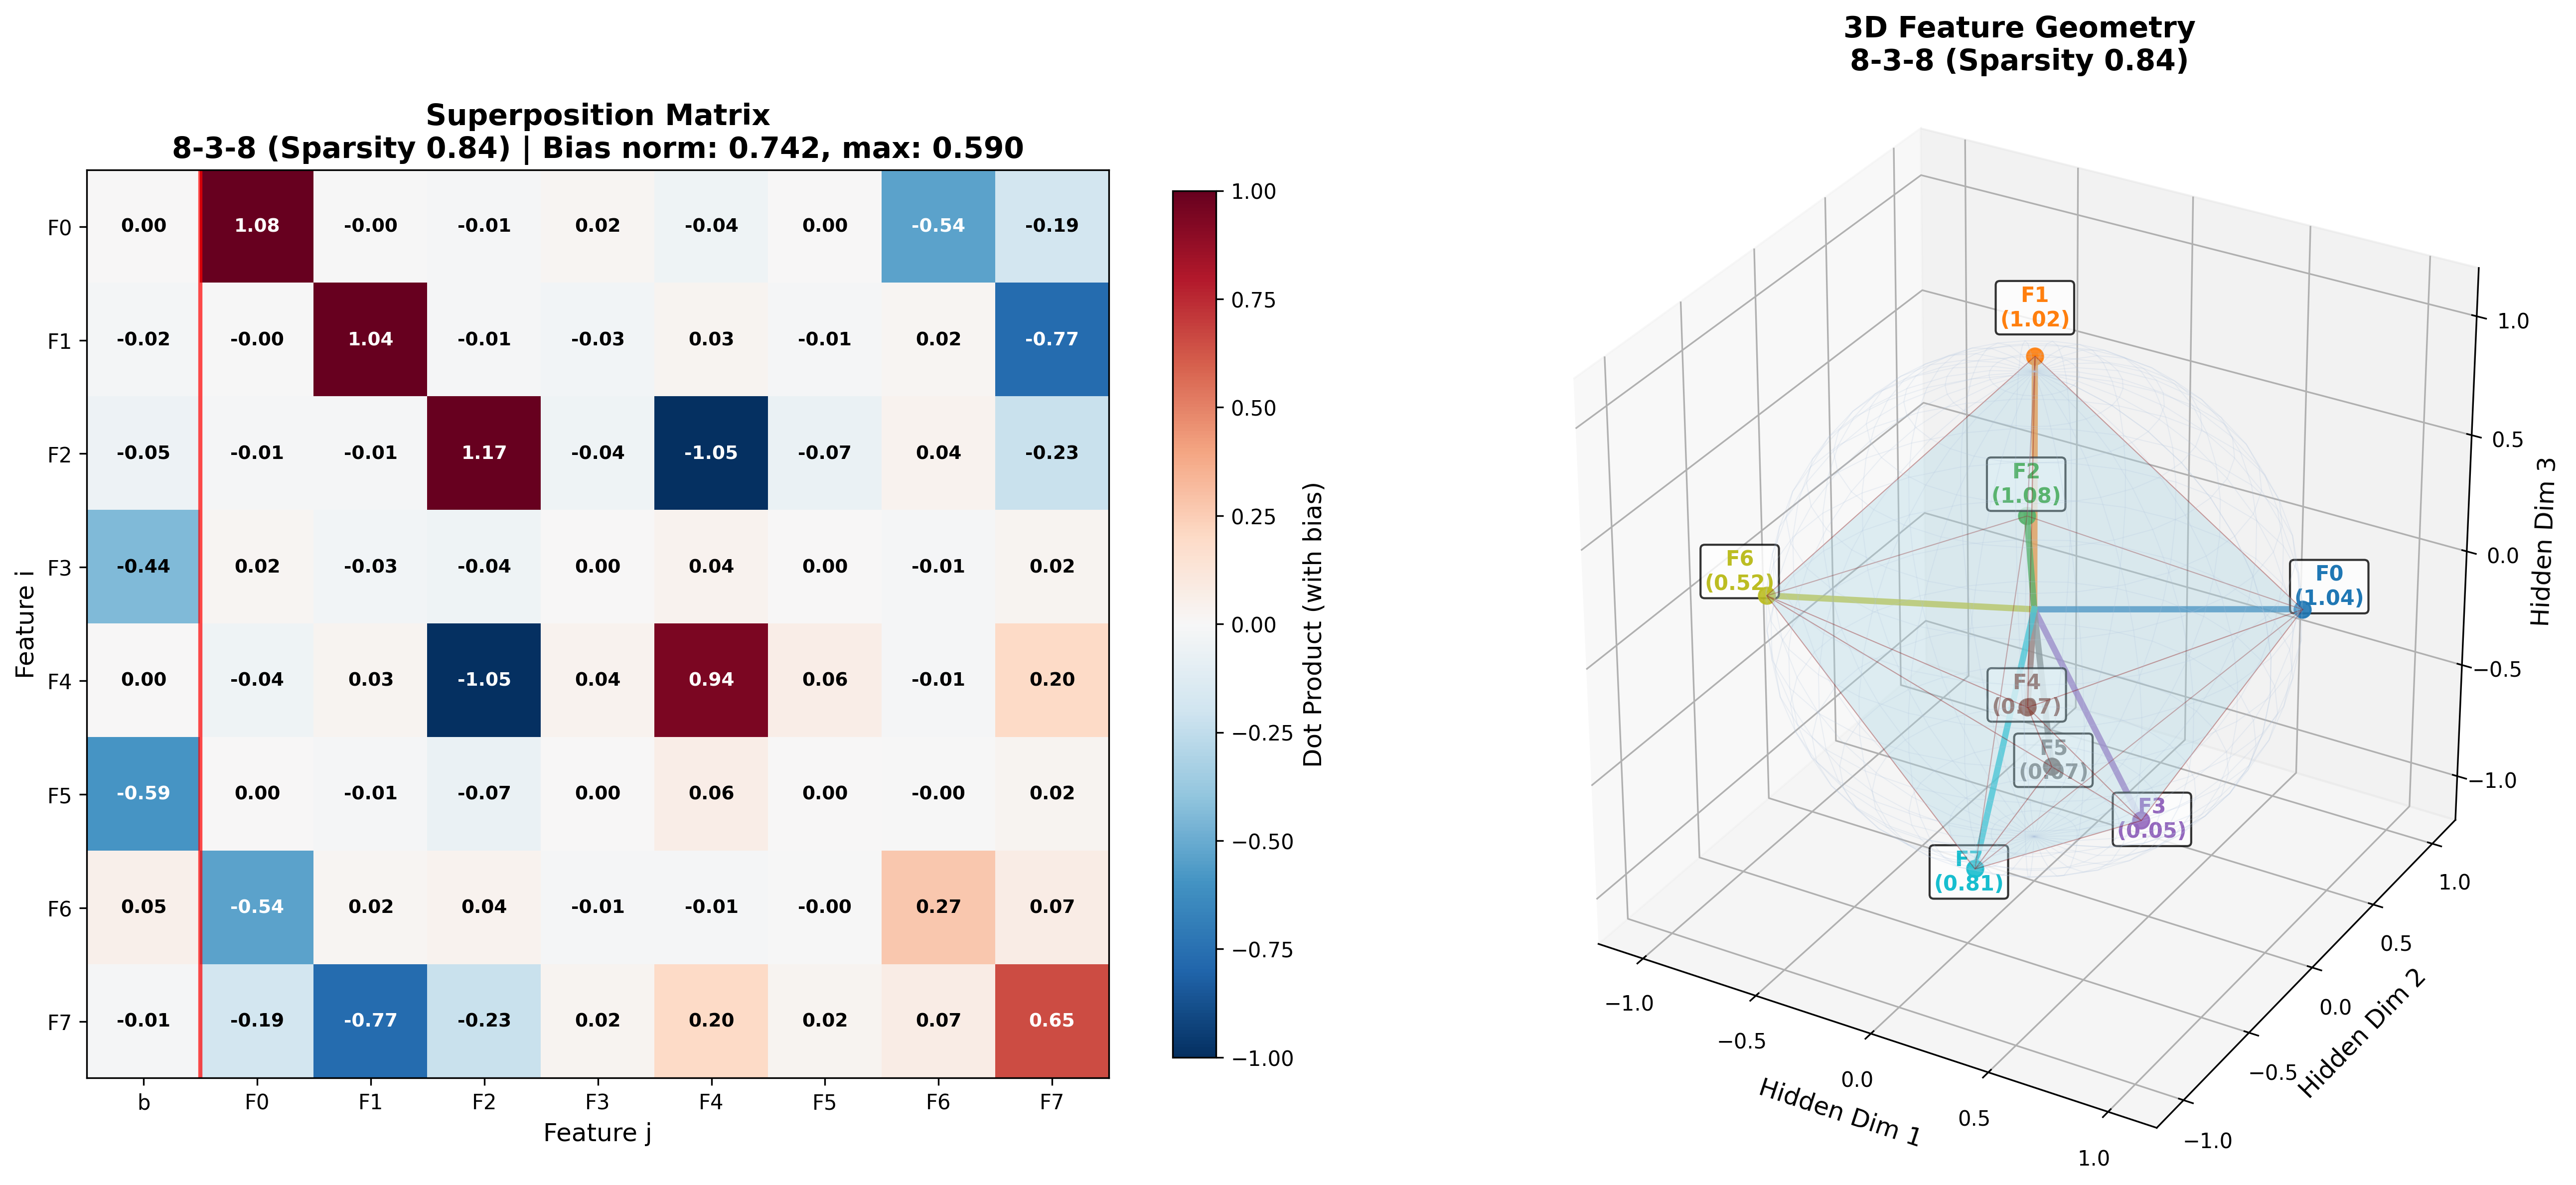 Superposition Matrix
8-3-8 (Sparsity 0.84) | Bias norm: 0.742, max: 0.590
F0 0.00 1.08 -0.00 -0.01 0.02 -0.04 0.00 -0.54 -0.19
F1 -0.02 -0.00 1.04 -0.01 -0.03 0.03 -0.01 0.02 -0.77
F2 -0.05 -0.01 -0.01 1.17 -0.04 -1.05 -0.07 0.04 -0.23
F3 -0.44 0.02 -0.03 -0.04 0.00 0.04 0.00 -0.01 0.02
F4 0.00 -0.04 0.03 -1.05 0.04 0.94 0.06 -0.01 0.20
F5 -0.59 0.00 -0.01 -0.07 0.00 0.06 0.00 -0.00 0.02
F6 0.05 -0.54 0.02 0.04 -0.01 -0.01 -0.00 0.27 0.07
F7 -0.01 -0.19 -0.77 -0.23 0.02 0.20 0.02 0.07 0.65
b F0 F1 F2 F3 F4 F5 F6 F7
Feature j
Feature i
1.00
0.75
0.50
0.25
0.00
−0.25
−0.50
−0.75
−1.00
Dot Product (with bias)
3D Feature Geometry
8-3-8 (Sparsity 0.84)
F1
(1.02)
F2
(1.08)
F6
(0.52)
F0
(1.04)
F4
F5
F3
(0.05)
F7
(0.81)
1.0
0.5
0.0
−0.5
−1.0
Hidden Dim 3
−1.0
−0.5
0.0
0.5
1.0
Hidden Dim 1
1.0
0.5
0.0
−0.5
−1.0
Hidden Dim 2